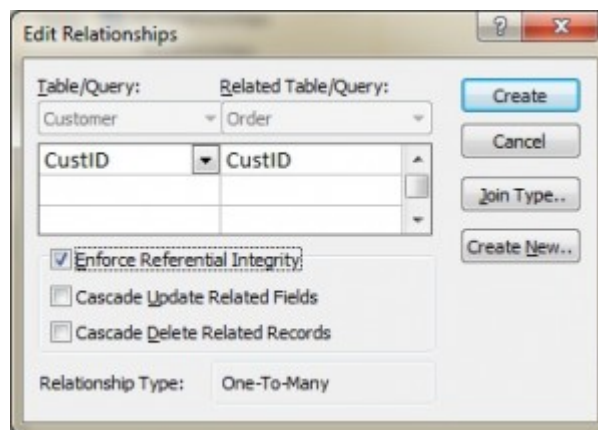 Edit Relationships
Table/Query: Related Table/Query:
Create
Customer Order
Cancel
CustID CustID
Join Type..
Create New..
Enforce Referential Integrity
Cascade Update Related Fields
Cascade Delete Related Records
Relationship Type: One-To-Many